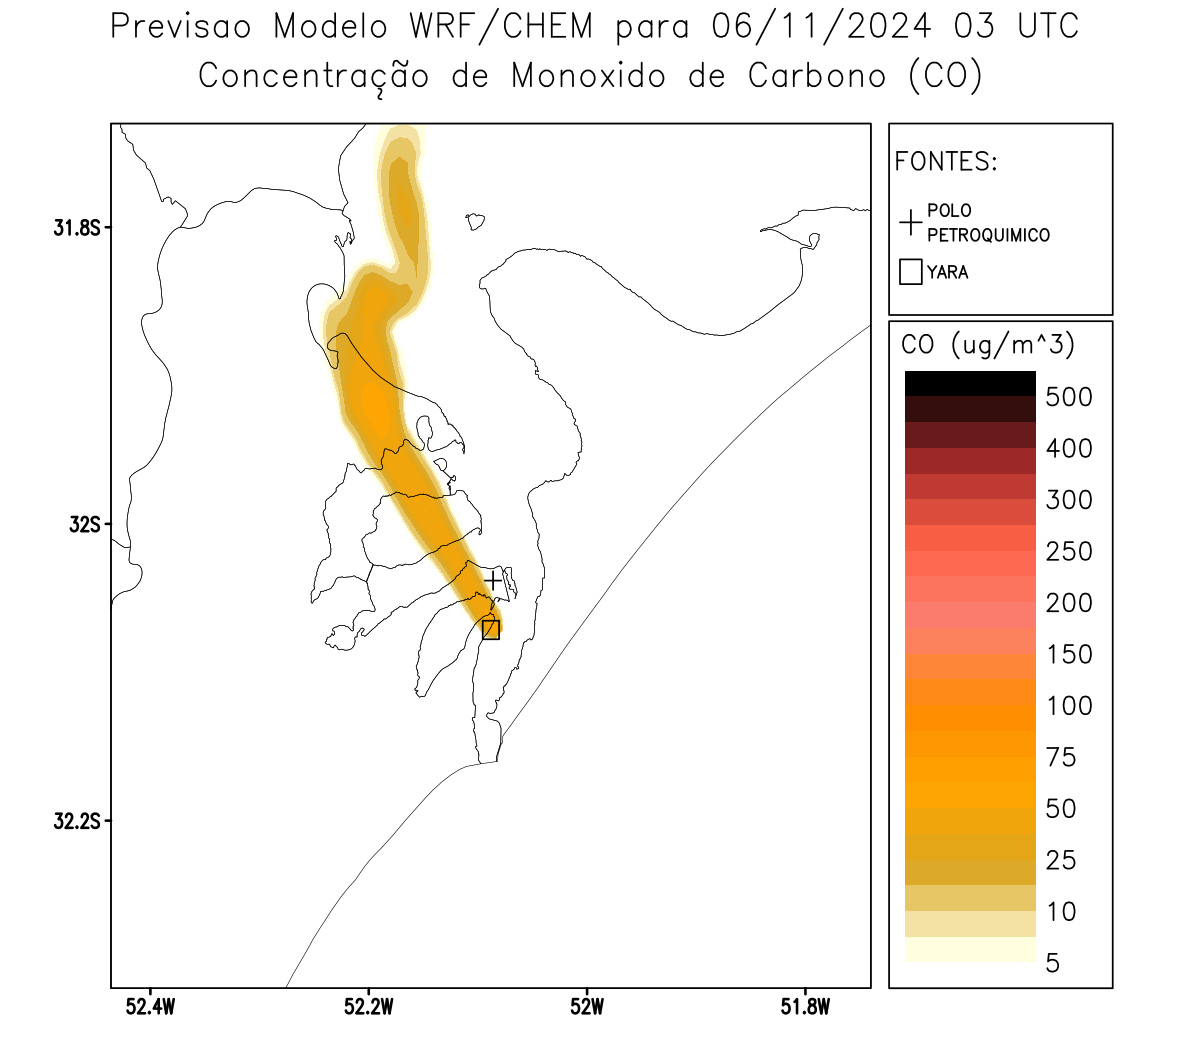 Previsao Modelo WRF/CHEM para 06/11/2024 03 UTC
Concentração de Monoxido de Carbono (CO)
FONTES:
POLO
PETROQUIMICO
YARA
CO (ug/m^3)
500
400
300
250
200
150
100
75
50
25
10
5
31.8S
32S
32.2S
52.4W
52.2W
52W
51.8W